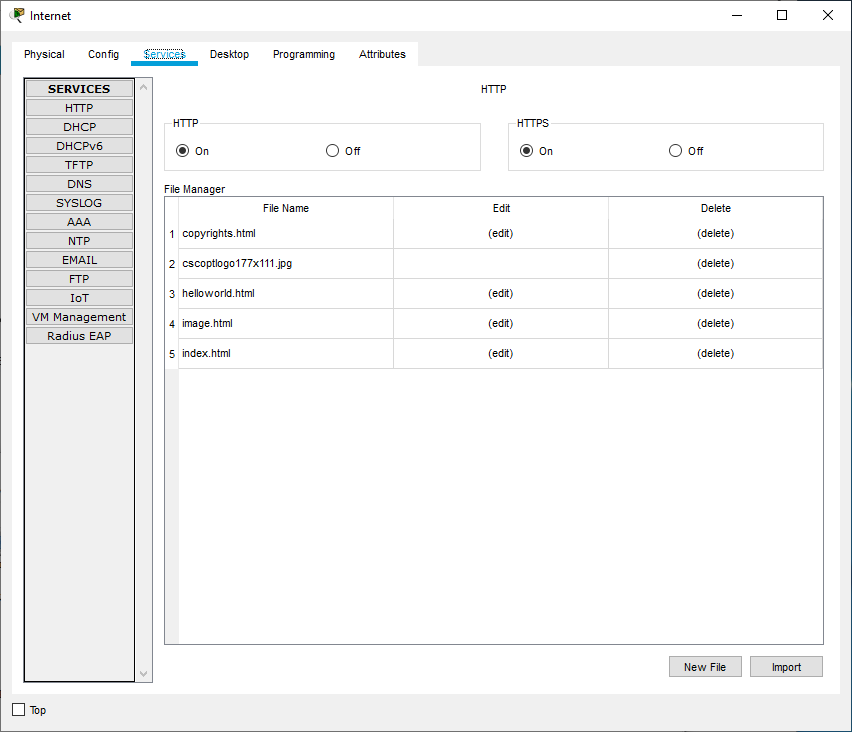 Internet
Physical Config Services Desktop Programming Attributes
SERVICES
HTTP
DHCP
DHCPv6
TFTP
DNS
SYSLOG
AAA
NTP
EMAIL
FTP
IoT
VM Management
Radius EAP
HTTP
HTTP
On Off
HTTPS
On Off
File Manager
File Name Edit Delete
1 copyrights.html (edit) (delete)
2 cscoptlogo177x111.jpg (delete)
3 helloworld.html (edit) (delete)
4 image.html (edit) (delete)
5 index.html (edit) (delete)
New File Import
Top